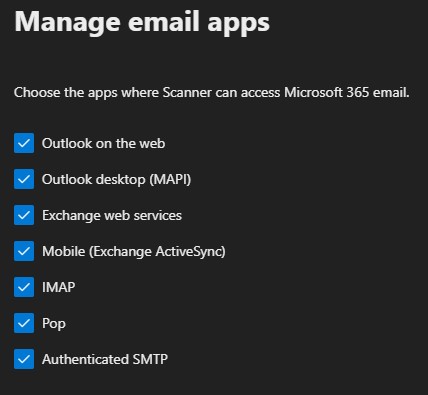 Manage email apps
Choose the apps where Scanner can access Microsoft 365 email.
Outlook on the web
Outlook desktop (MAPI)
Exchange web services
Mobile (Exchange ActiveSync)
IMAP
Pop
Authenticated SMTP